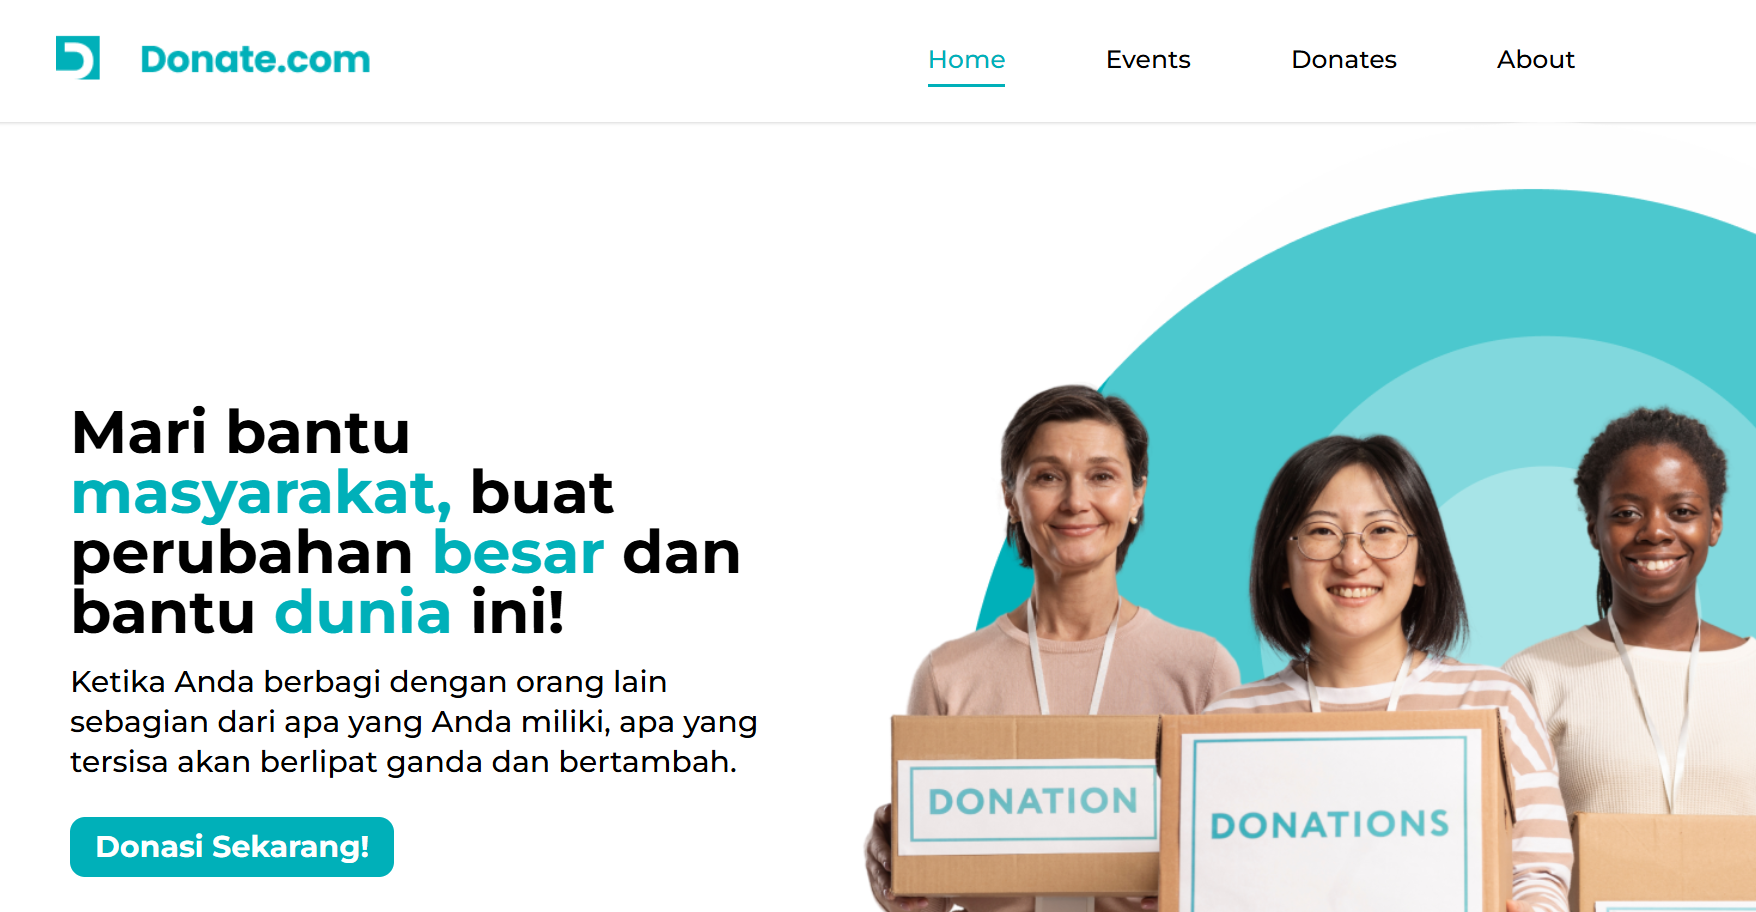 Donate.com
Home
Events
Donates
About
Mari bantu
masyarakat, buat
perubahan besar dan
bantu dunia ini!
Ketika Anda berbagi dengan orang lain
sebagian dari apa yang Anda miliki, apa yang
tersisa akan berlipat ganda dan bertambah.
Donasi Sekarang!
DONATION
DONATIONS